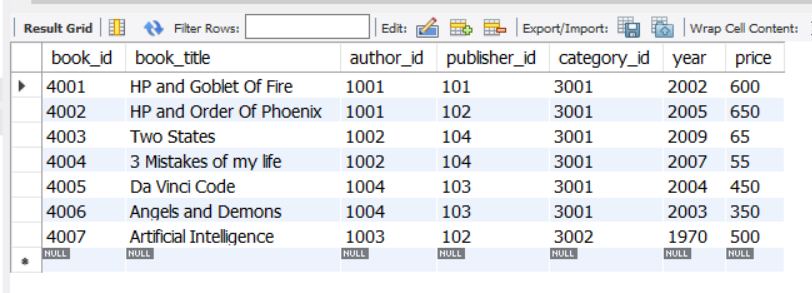 Result Grid Filter Rows: Edit: Export/Import: Wrap Cell Content:
book_id book_title author_id publisher_id category_id year price
4001 HP and Goblet Of Fire 1001 101 3001 2002 600
4002 HP and Order Of Phoenix 1001 102 3001 2005 650
4003 Two States 1002 104 3001 2009 65
4004 3 Mistakes of my life 1002 104 3001 2007 55
4005 Da Vinci Code 1004 103 3001 2004 450
4006 Angels and Demons 1004 103 3001 2003 350
4007 Artificial Intelligence 1003 102 3002 1970 500
NULL NULL NULL NULL NULL NULL NULL